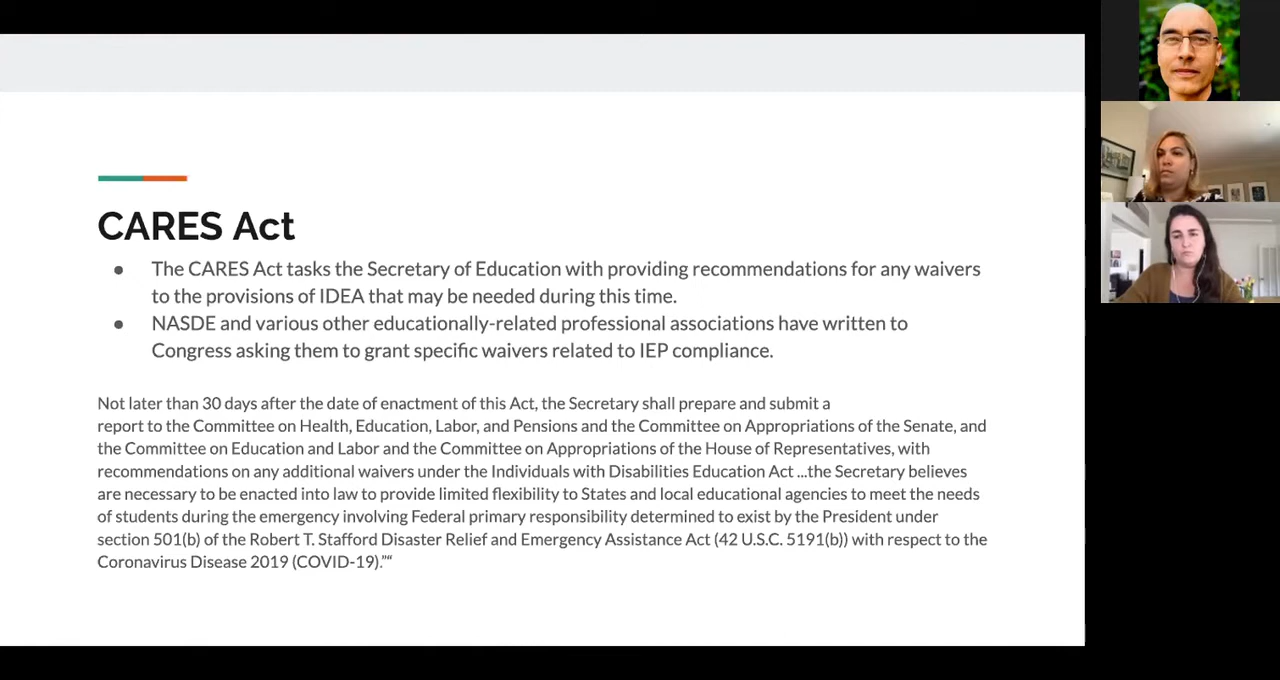 CARES Act
● The CARES Act tasks the Secretary of Education with providing recommendations for any waivers
to the provisions of IDEA that may be needed during this time.
● NASDE and various other educationally-related professional associations have written to
Congress asking them to grant specific waivers related to IEP compliance.
Not later than 30 days after the date of enactment of this Act, the Secretary shall prepare and submit a
report to the Committee on Health, Education, Labor, and Pensions and the Committee on Appropriations of the Senate, and
the Committee on Education and Labor and the Committee on Appropriations of the House of Representatives, with
recommendations on any additional waivers under the Individuals with Disabilities Education Act ...the Secretary believes
are necessary to be enacted into law to provide limited flexibility to States and local educational agencies to meet the needs
of students during the emergency involving Federal primary responsibility determined to exist by the President under
section 501(b) of the Robert T. Stafford Disaster Relief and Emergency Assistance Act (42 U.S.C. 5191(b)) with respect to the
Coronavirus Disease 2019 (COVID-19).”“